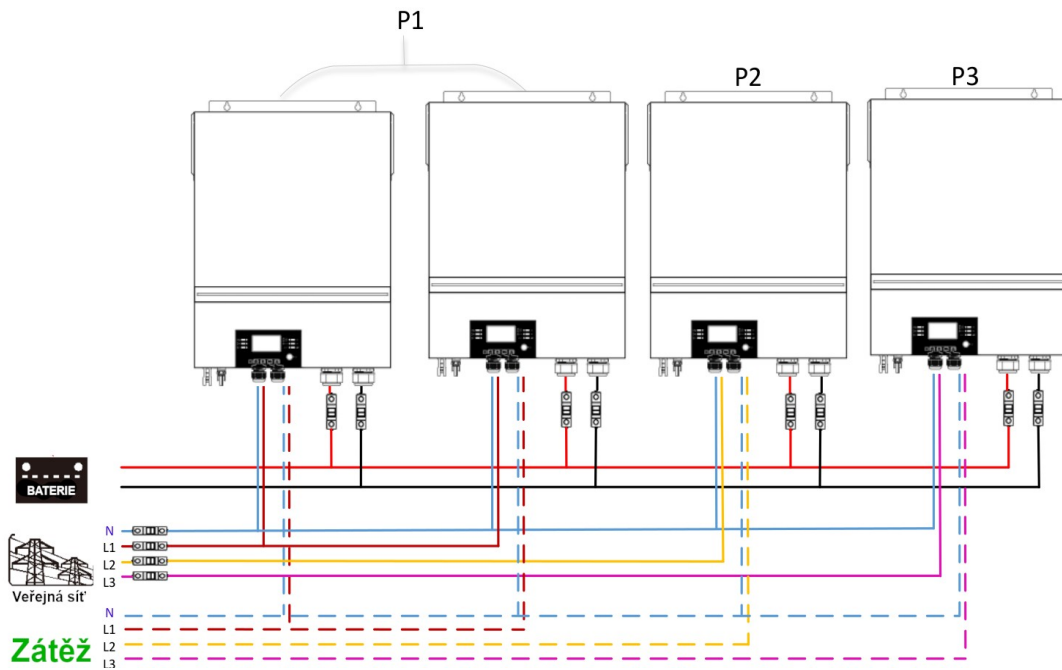 P1
P2
P3
BATERIE
N
L1
L2
L3
Veřejná síť
N
L1
L2
L3
Zátěž